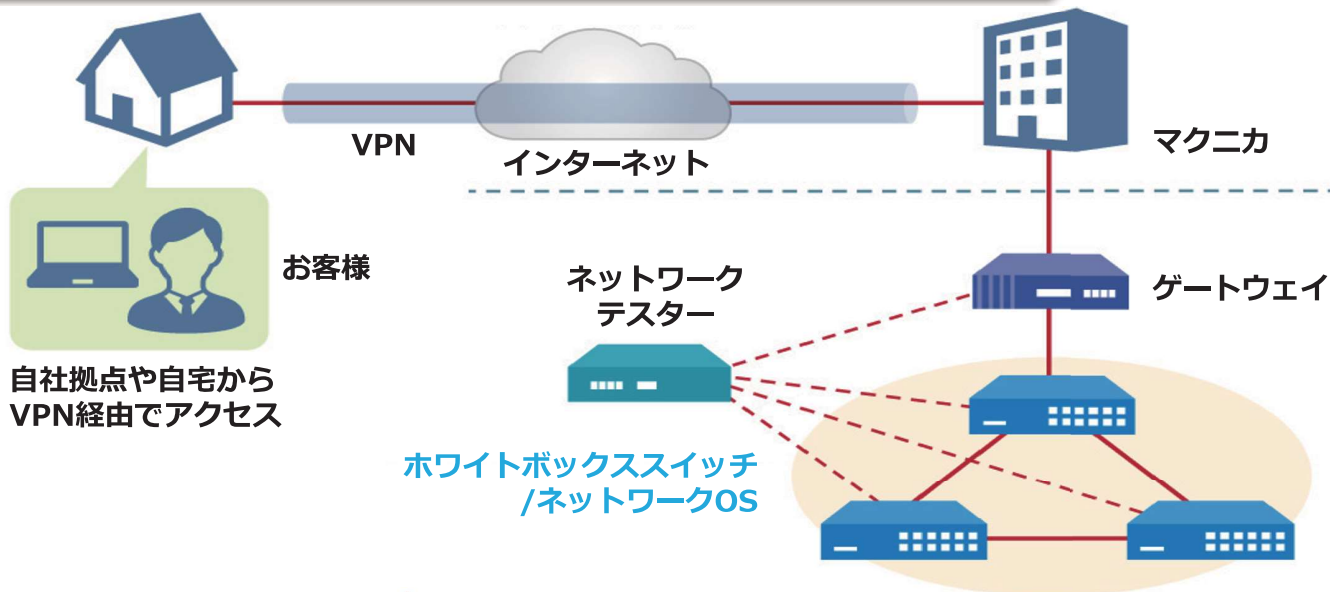 VPN
インターネット
マクニカ
お客様
自社拠点や自宅から
VPN経由でアクセス
ネットワーク
テスター
ゲートウェイ
ホワイトボックススイッチ
/ネットワークOS